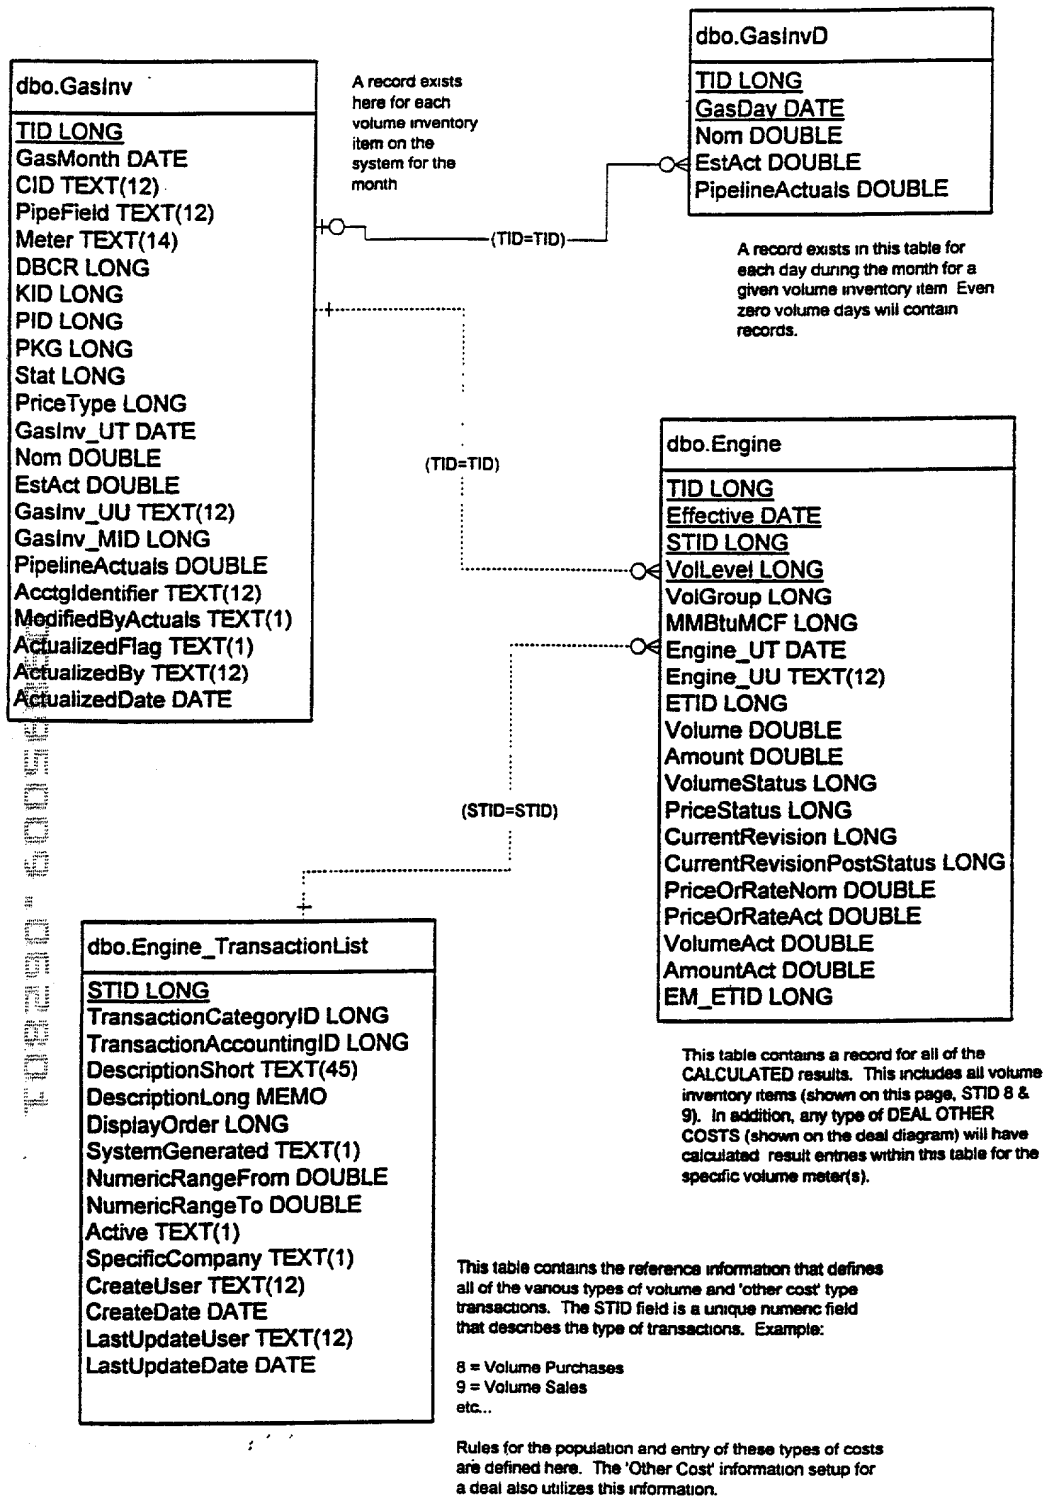 dbo.GasInv
TID LONG
GasMonth DATE
CID TEXT(12)
PipeField TEXT(12)
Meter TEXT(14)
DBCR LONG
KID LONG
PID LONG
PKG LONG
Stat LONG
PriceType LONG
GasInv_UT DATE
Nom DOUBLE
EstAct DOUBLE
GasInv_UU TEXT(12)
GasInv_MID LONG
PipelineActuals DOUBLE
AcctgIdentifier TEXT(12)
ModifiedByActuals TEXT(1)
ActualizedFlag TEXT(1)
ActualizedBy TEXT(12)
ActualizedDate DATE
A record exists
here for each
volume inventory
item on the
system for the
month
dbo.GasInvD
TID LONG
GasDay DATE
Nom DOUBLE
EstAct DOUBLE
PipelineActuals DOUBLE
(TID=TID)
A record exists in this table for
each day during the month for a
given volume inventory item Even
zero volume days will contain
records.
(TID=TID)
dbo.Engine
TID LONG
Effective DATE
STID LONG
VolLevel LONG
VolGroup LONG
MMBtuMCF LONG
Engine_UT DATE
Engine_UU TEXT(12)
ETID LONG
Volume DOUBLE
Amount DOUBLE
VolumeStatus LONG
PriceStatus LONG
CurrentRevision LONG
CurrentRevisionPostStatus LONG
PriceOrRateNom DOUBLE
PriceOrRateAct DOUBLE
VolumeAct DOUBLE
AmountAct DOUBLE
EM_ETID LONG
(STID=STID)
This table contains a record for all of the
CALCULATED results. This includes all volume
inventory items (shown on this page, STID 8 &
9). In addition, any type of DEAL OTHER
COSTS (shown on the deal diagram) will have
calculated result entries within this table for the
specific volume meter(s).
dbo.Engine_TransactionList
STID LONG
TransactionCategoryID LONG
TransactionAccountingID LONG
DescriptionShort TEXT(45)
DescriptionLong MEMO
DisplayOrder LONG
SystemGenerated TEXT(1)
NumericRangeFrom DOUBLE
NumericRangeTo DOUBLE
Active TEXT(1)
SpecificCompany TEXT(1)
CreateUser TEXT(12)
CreateDate DATE
LastUpdateUser TEXT(12)
LastUpdateDate DATE
This table contains the reference information that defines
all of the various types of volume and 'other cost' type
transactions. The STID field is a unique numeric field
that describes the type of transactions. Example:
8 = Volume Purchases
9 = Volume Sales
etc...
Rules for the population and entry of these types of costs
are defined here. The 'Other Cost' information setup for
a deal also utilizes this information.